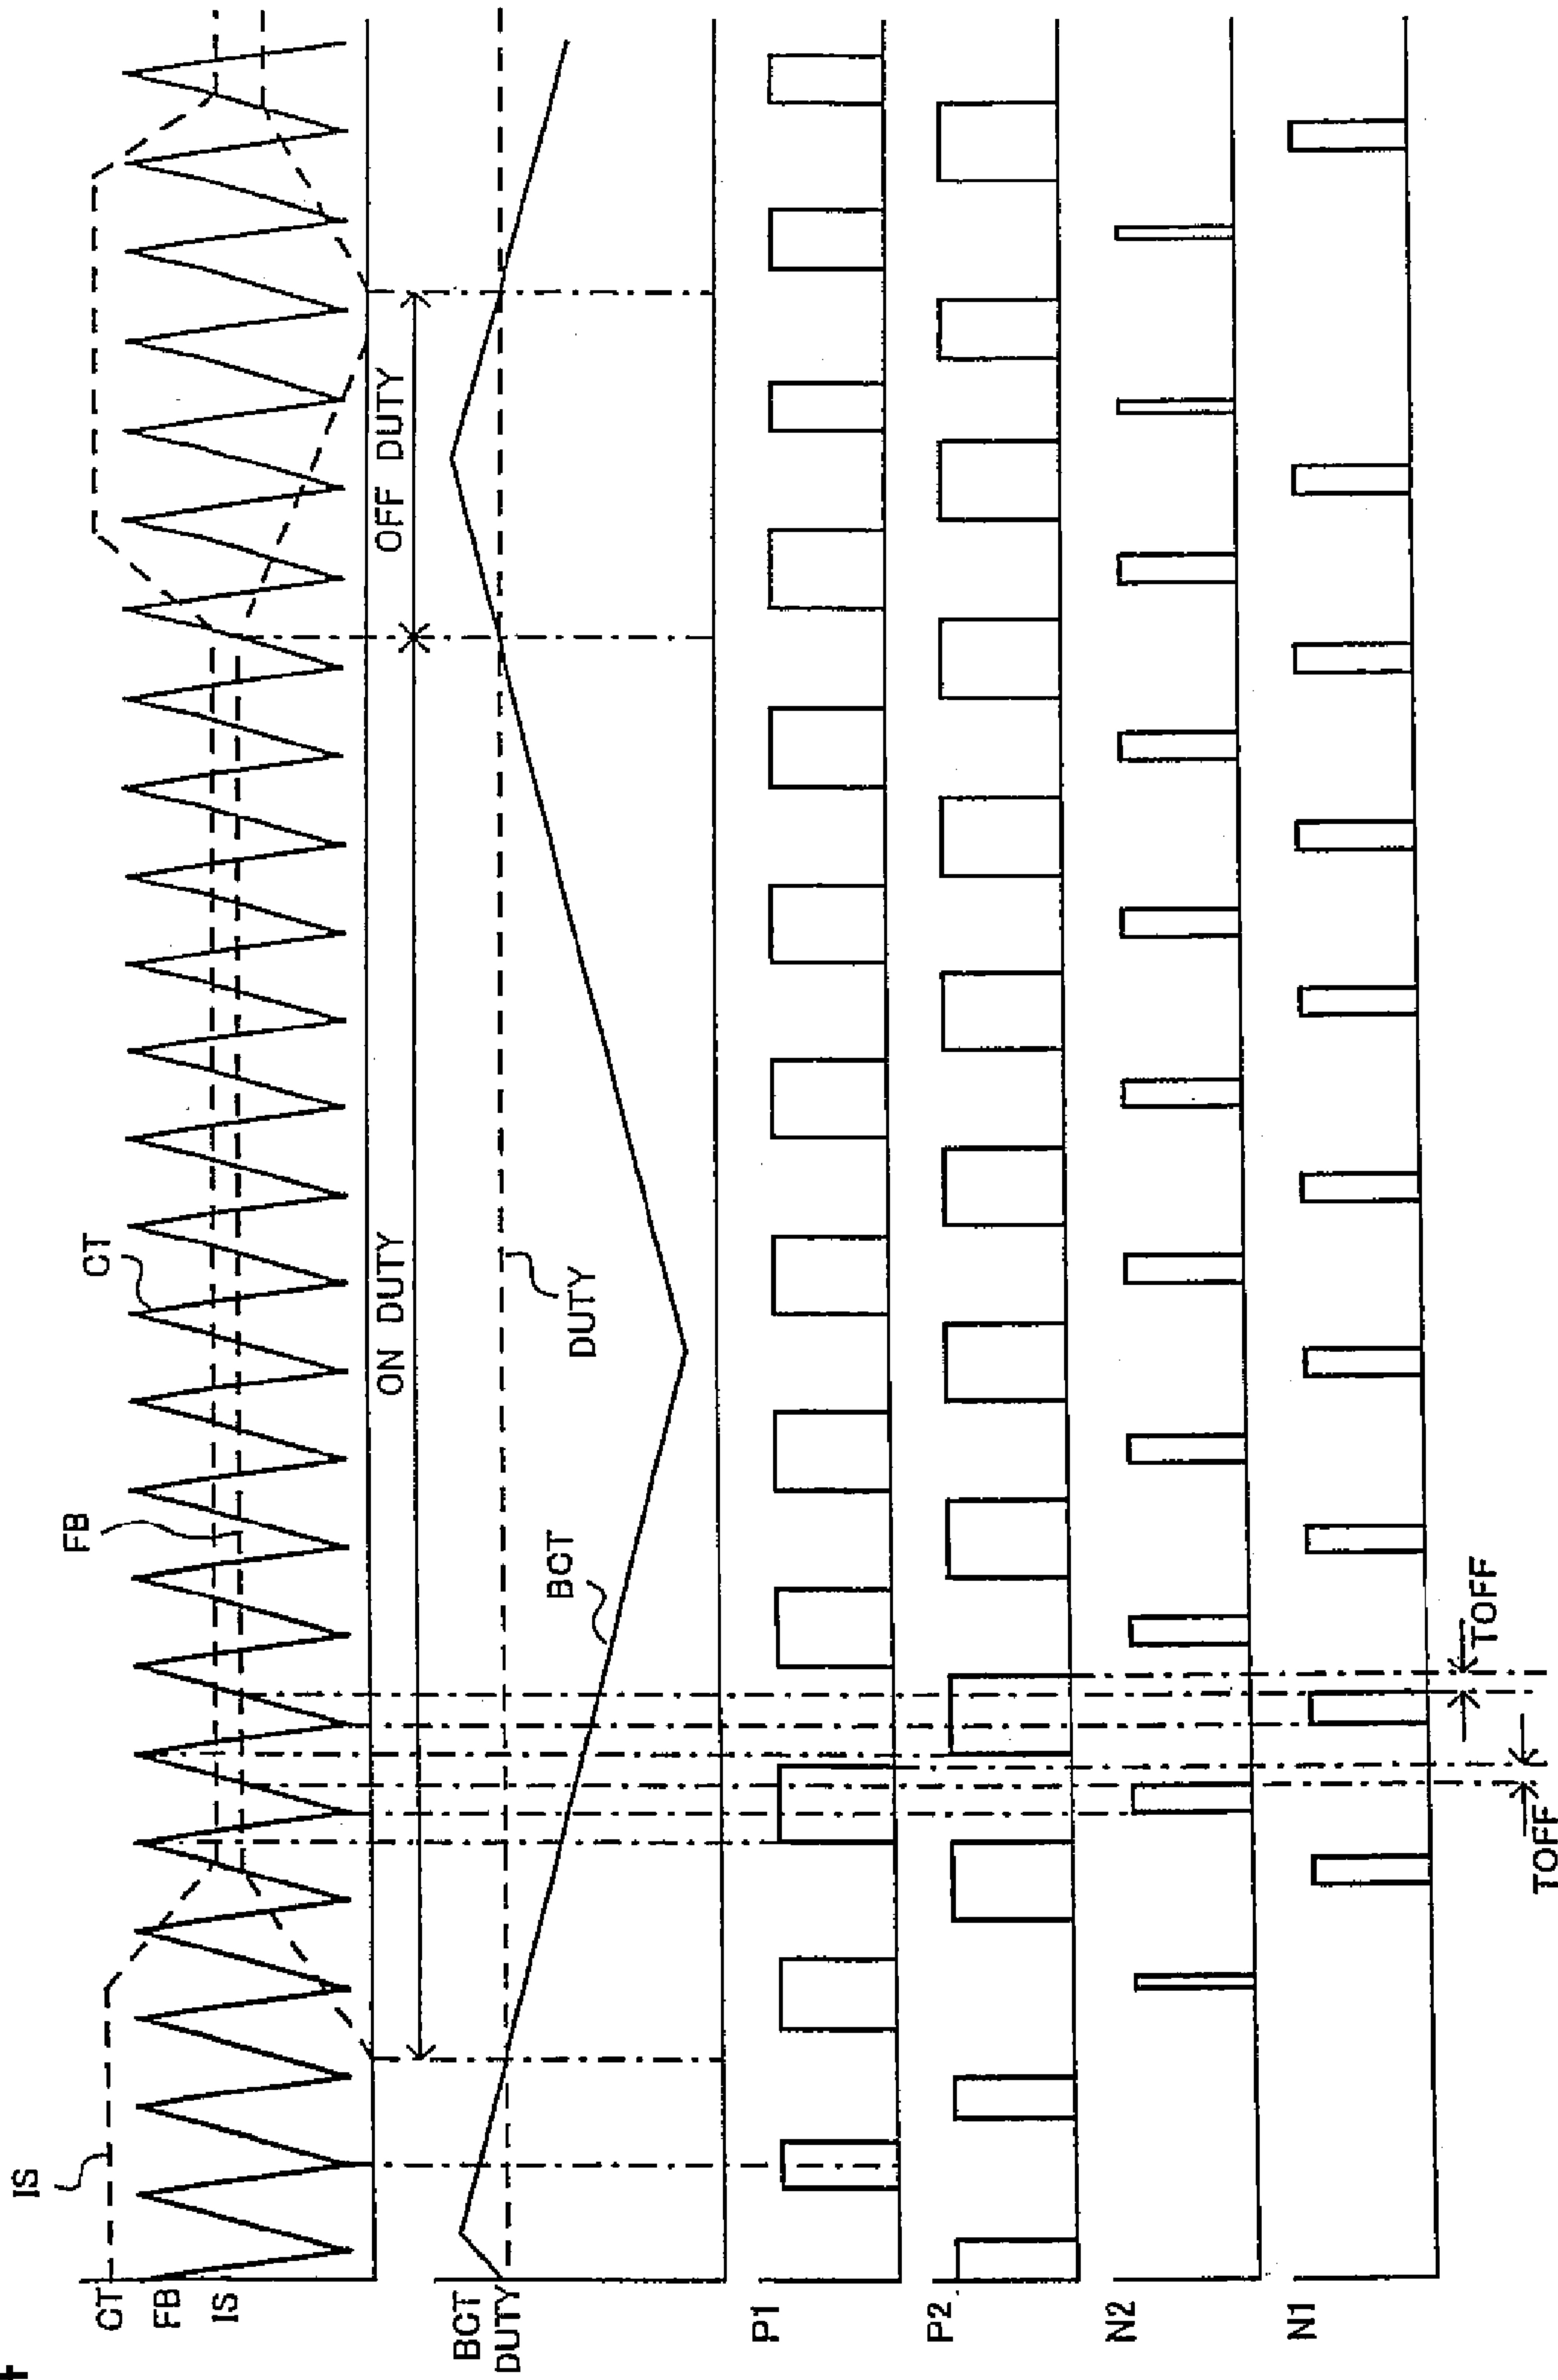 IS
FB
CT
CT
FB
IS
ON DUTY
OFF DUTY
BCT
DUTY
BCT
DUTY
P1
P2
N2
N1
TOFF
TOFF